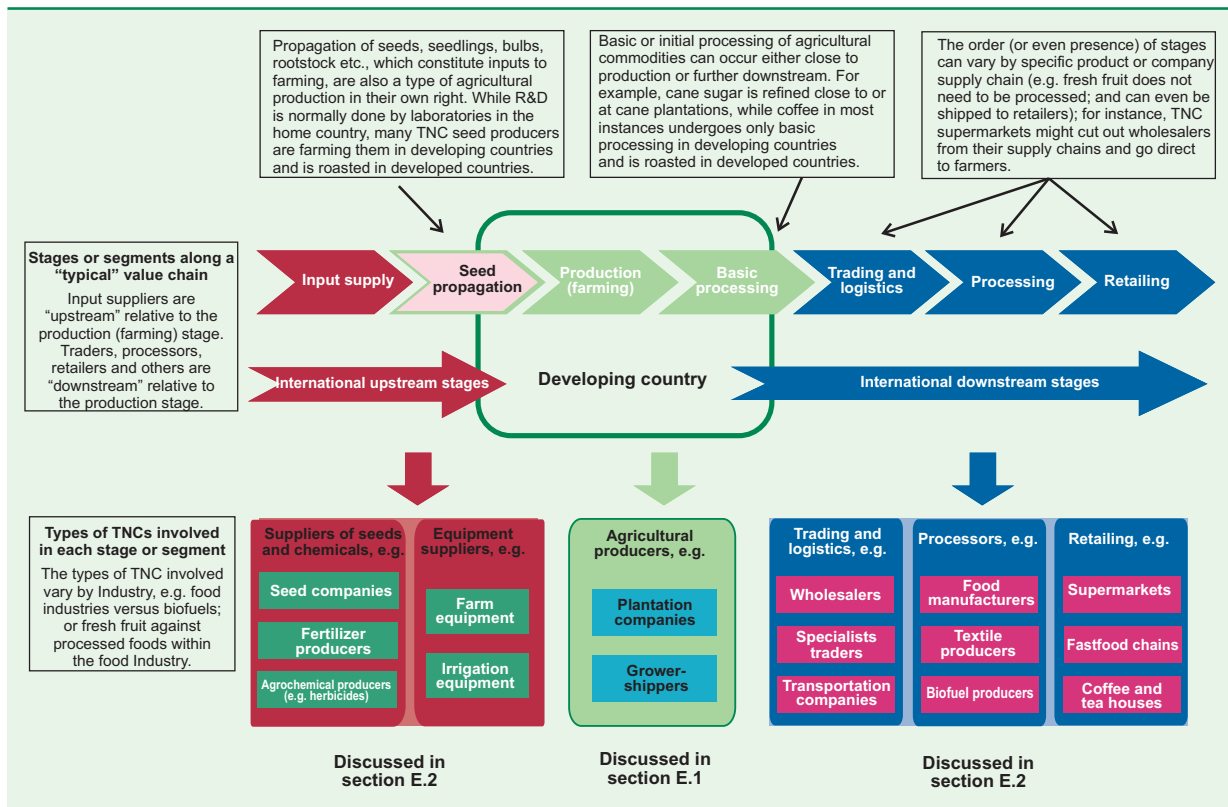 Propagation of seeds, seedlings, bulbs,
rootstock etc., which constitute inputs to
farming, are also a type of agricultural
production in their own right. While R&D
is normally done by laboratories in the
home country, many TNC seed producers
are farming them in developing countries
and is roasted in developed countries.
Basic or initial processing of agricultural
commodities can occur either close to
production or further downstream. For
example, cane sugar is refined close to or
at cane plantations, while coffee in most
instances undergoes only basic
processing in developing countries
and is roasted in developed countries.
The order (or even presence) of stages
can vary by specific product or company
supply chain (e.g. fresh fruit does not
need to be processed; and can even be
shipped to retailers); for instance, TNC
supermarkets might cut out wholesalers
from their supply chains and go direct
to farmers.
Stages or segments along a
“typical” value chain
Input suppliers are
“upstream” relative to the
production (farming) stage.
Traders, processors,
retailers and others are
“downstream” relative to
the production stage.
Input supply
Seed
propagation
Production
(farming)
Basic
processing
Trading and
logistics
Processing
Retailing
International upstream stages
Developing country
International downstream stages
Types of TNCs involved
in each stage or segment
The types of TNC involved
vary by Industry, e.g. food
industries versus biofuels;
or fresh fruit against
processed foods within
the food Industry.
Suppliers of seeds
and chemicals, e.g.
Seed companies
Fertilizer
producers
Agrochemical producers
(e.g. herbicides)
Equipment
suppliers, e.g.
Farm
equipment
Irrigation
equipment
Agricultural
producers, e.g.
Plantation
companies
Grower-
shippers
Trading and
logistics, e.g.
Wholesalers
Specialists
traders
Transportation
companies
Processors, e.g.
Food
manufacturers
Textile
producers
Biofuel producers
Retailing, e.g.
Supermarkets
Fastfood chains
Coffee and
tea houses
Discussed in
section E.2
Discussed in
section E.1
Discussed in
section E.2